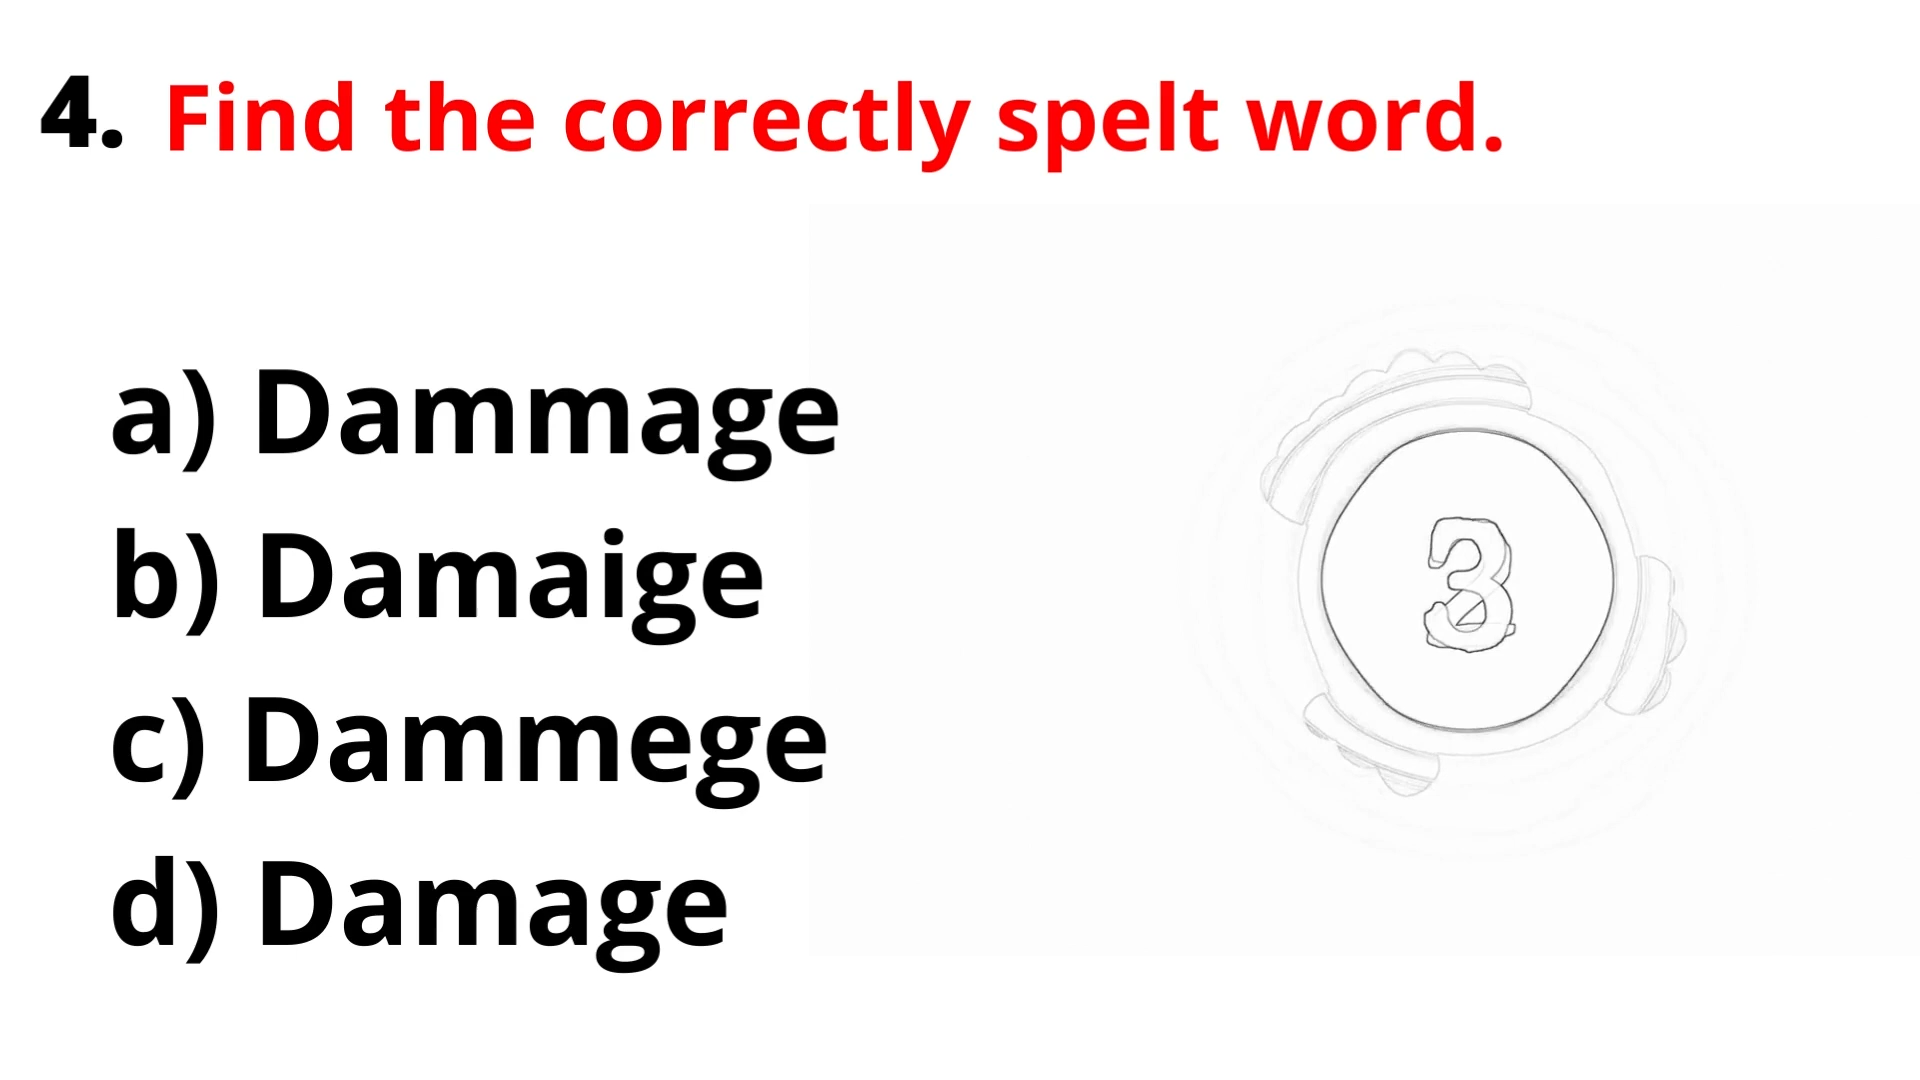 4. Find the correctly spelt word.
a) Dammage
b) Damaige
c) Dammege
d) Damage
3